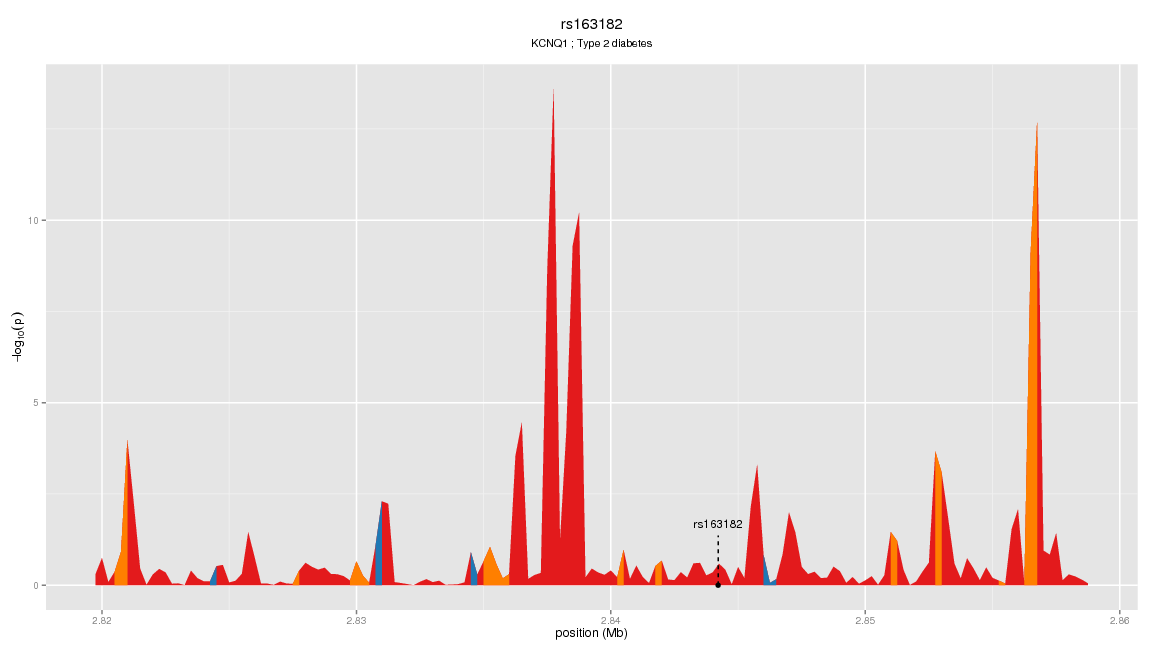 rs163182
KCNQ1 ; Type 2 diabetes
−log₁₀(p)
10
5
0
rs163182
2.82 2.83 2.84 2.85 2.86
position (Mb)